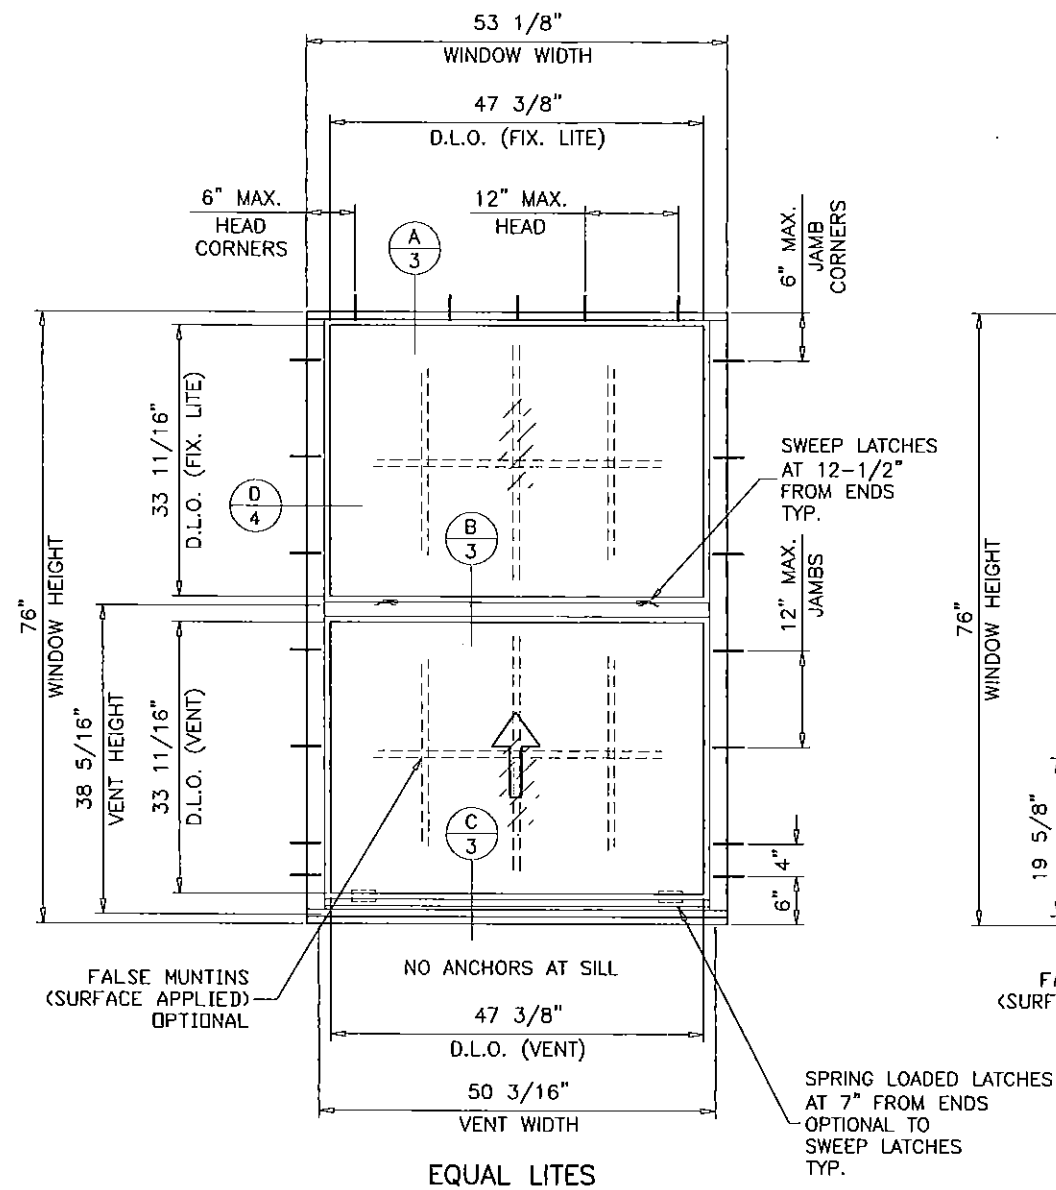 53 1/8"
WINDOW WIDTH
47 3/8"
D.L.O. (FIX. LITE)
6" MAX.
HEAD
CORNERS
12" MAX.
HEAD
6" MAX.
JAMB
CORNERS
A
3
33 11/16"
D.L.O. (FIX. LITE)
D
4
B
3
SWEEP LATCHES
AT 12-1/2"
FROM ENDS
TYP.
12" MAX.
JAMBS
76"
WINDOW HEIGHT
76"
WINDOW HEIGHT
38 5/16"
VENT HEIGHT
33 11/16"
D.L.O. (VENT)
C
3
4"
6"
19 5/8"
FALSE MUNTINS
(SURFACE APPLIED)
OPTIONAL
NO ANCHORS AT SILL
FA
(SURF
47 3/8"
D.L.O. (VENT)
50 3/16"
VENT WIDTH
SPRING LOADED LATCHES
AT 7" FROM ENDS
OPTIONAL TO
SWEEP LATCHES
TYP.
EQUAL LITES